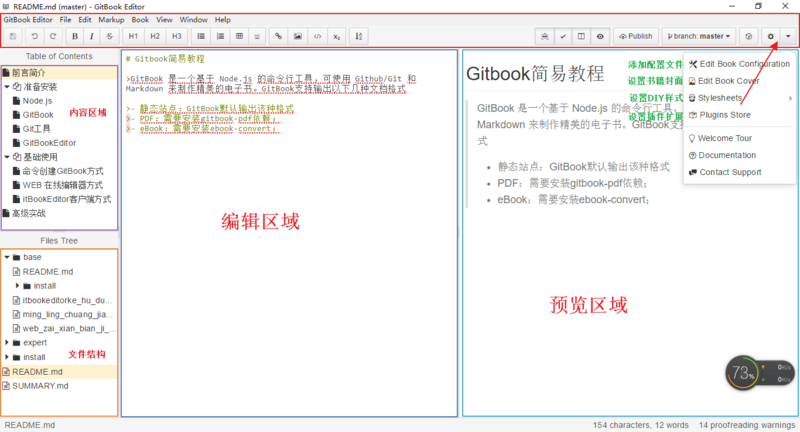 README.md (master) - GitBook Editor
GitBook Editor File Edit Markup Book View Window Help
B I S H1 H2 H3 x₂ Publish branch: master
Table of Contents
前言简介
准备安装
Node.js
GitBook
Git工具
GitBookEditor
基础使用
命令创建GitBook方式
WEB 在线编辑器方式
itBookEditor客户端方式
高级实战
内容区域
Files Tree
base
README.md
install
itbookeditorke_hu_du...
ming_ling_chuang_jia...
web_zai_xian_bian_ji_...
expert
install
README.md
SUMMARY.md
文件结构
# Gitbook简易教程
>GitBook 是一个基于 Node.js 的命令行工具，可使用 Github/Git 和
Markdown 来制作精美的电子书。GitBook支持输出以下几种文档格式
>- 静态站点：GitBook默认输出该种格式
>- PDF：需要安装gitbook-pdf依赖；
>- eBook：需要安装ebook-convert；
编辑区域
Gitbook简易教程
GitBook 是一个基于 Node.js 的命令行工具，
Markdown 来制作精美的电子书。GitBook支
式
静态站点：GitBook默认输出该种格式
PDF：需要安装gitbook-pdf依赖；
eBook：需要安装ebook-convert；
预览区域
添加配置文件
设置书籍封面
设置DIY样式
设置插件扩展
Edit Book Configuration
Edit Book Cover
Stylesheets
Plugins Store
Welcome Tour
Documentation
Contact Support
73%
0K/s
0K/s
README.md
154 characters, 12 words 14 proofreading warnings